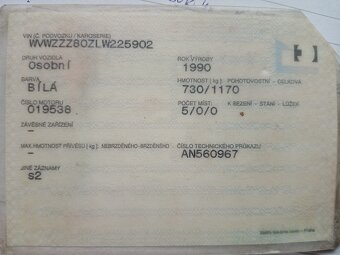 VIN (Č. PODVOZKU / KAROSERIE)
WVWZZZ80ZLW225902
DRUH VOZIDLA ROK VÝROBY
Osobní 1990
BARVA HMOTNOST [kg]: POHOTOVOSTNÍ - CELKOVÁ
BÍLÁ 730/1170
ČÍSLO MOTORU POČET MÍST: K SEZENÍ - STÁNÍ - LŮŽEK
019538 5/0/0
ZÁVĚSNÉ ZAŘÍZENÍ
–
MAX. HMOTNOST PŘÍVĚSU [kg]: NEBRZDĚNÉHO-BRZDĚNÉHO ČÍSLO TECHNICKÉHO PRŮKAZU
– AN560967
JINÉ ZÁZNAMY
s2